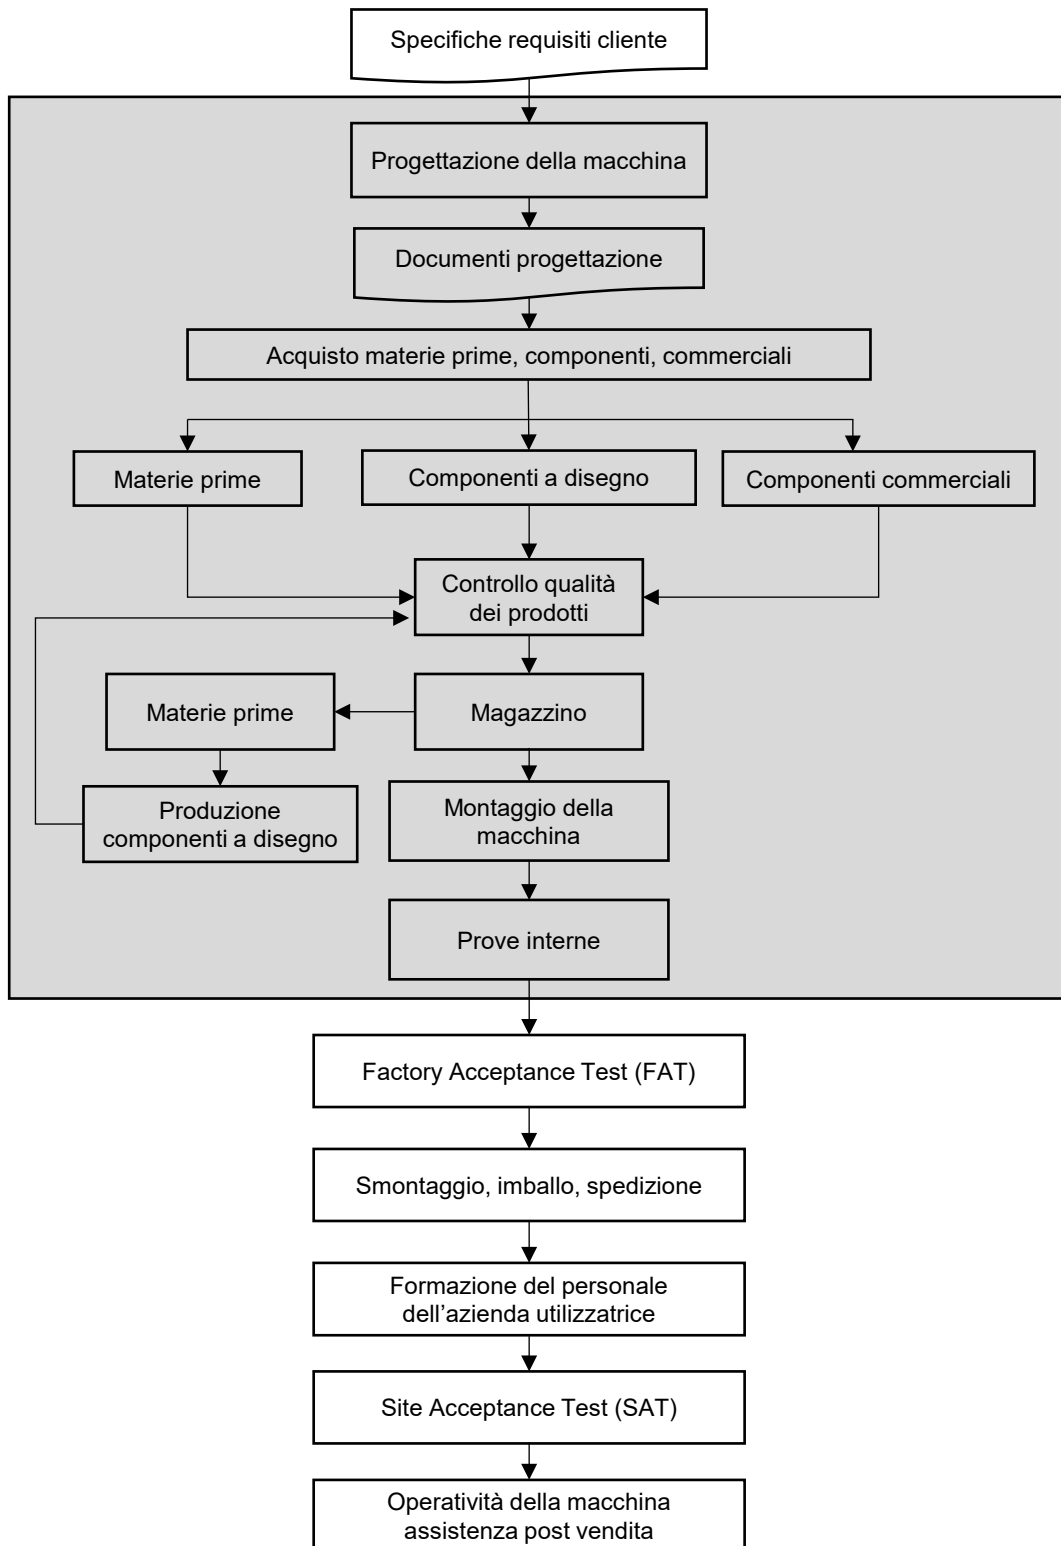 Specifiche requisiti cliente
Progettazione della macchina
Documenti progettazione
Acquisto materie prime, componenti, commerciali
Materie prime
Componenti a disegno
Componenti commerciali
Controllo qualità
dei prodotti
Materie prime
Magazzino
Produzione
componenti a disegno
Montaggio della
macchina
Prove interne
Factory Acceptance Test (FAT)
Smontaggio, imballo, spedizione
Formazione del personale
dell’azienda utilizzatrice
Site Acceptance Test (SAT)
Operatività della macchina
assistenza post vendita